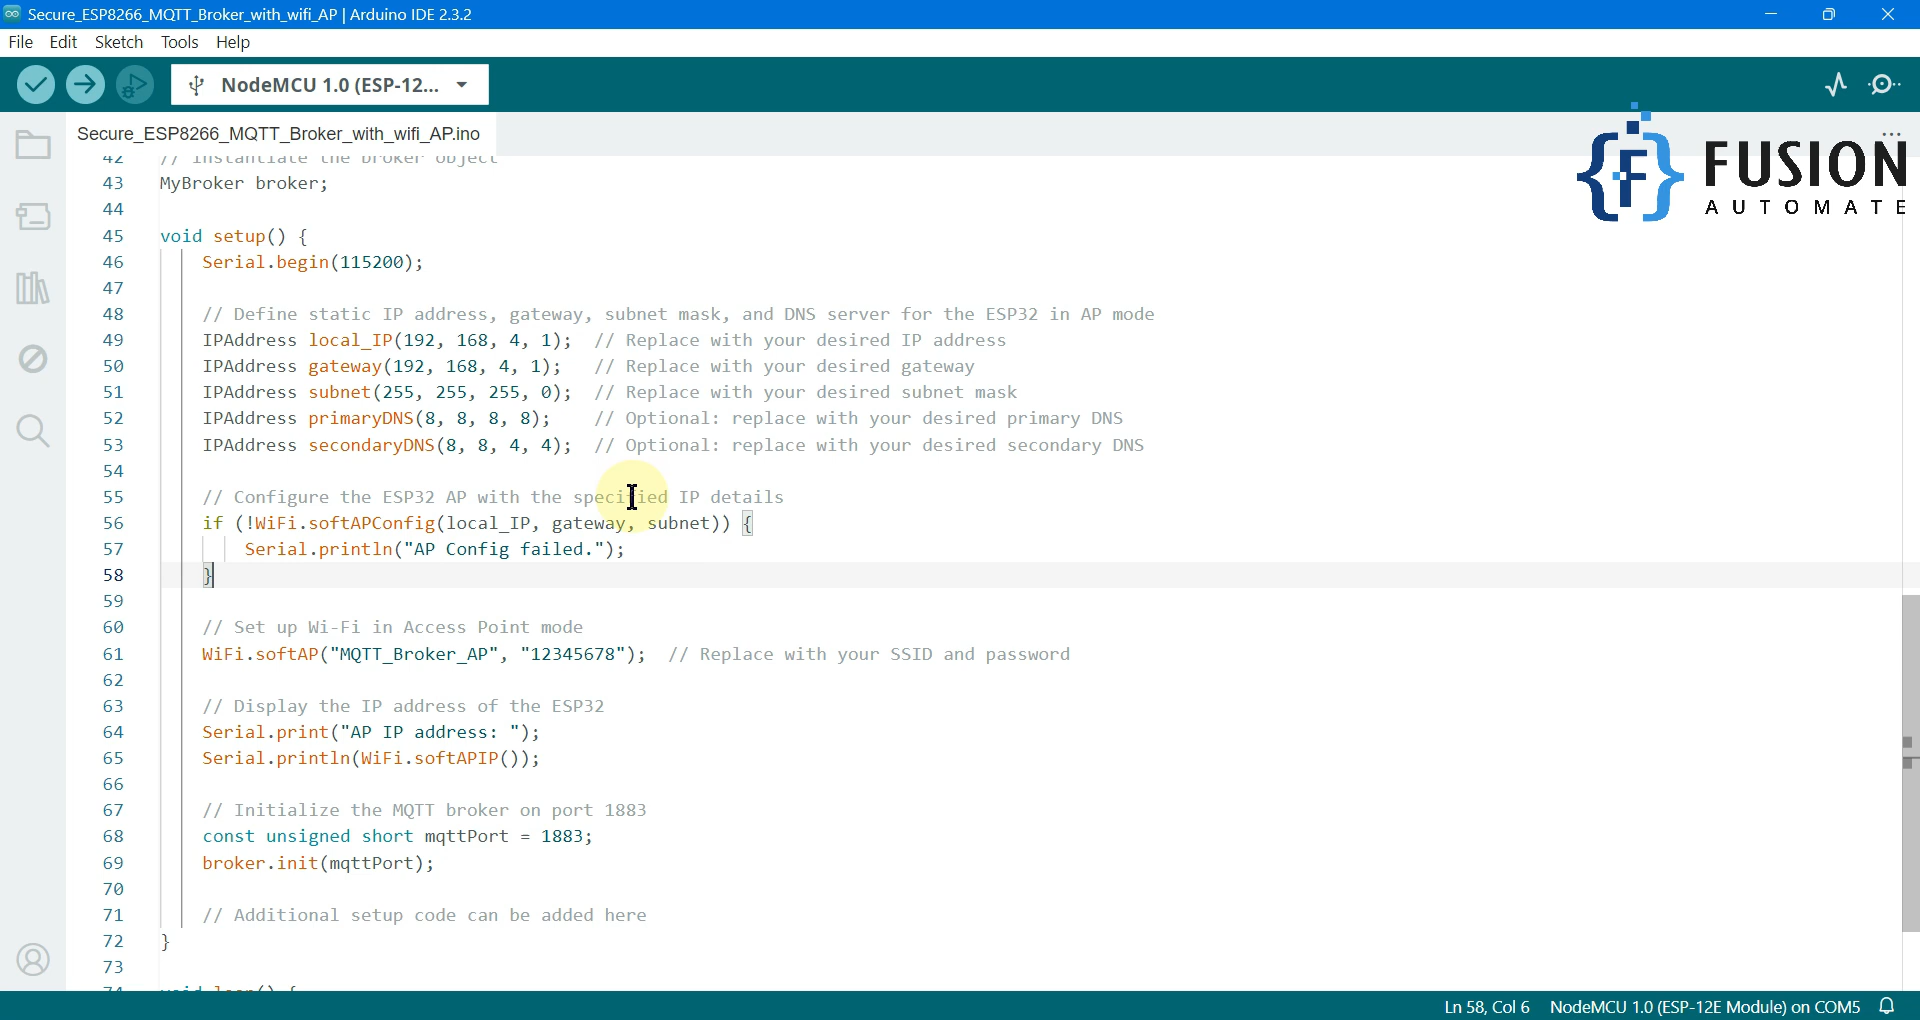 Secure_ESP8266_MQTT_Broker_with_wifi_AP | Arduino IDE 2.3.2
File Edit Sketch Tools Help
NodeMCU 1.0 (ESP-12...
Secure_ESP8266_MQTT_Broker_with_wifi_AP.ino
{F} FUSION
AUTOMATE
42 // Instantiate the broker object
43 MyBroker broker;
44
45 void setup() {
46 Serial.begin(115200);
47
48 // Define static IP address, gateway, subnet mask, and DNS server for the ESP32 in AP mode
49 IPAddress local_IP(192, 168, 4, 1); // Replace with your desired IP address
50 IPAddress gateway(192, 168, 4, 1); // Replace with your desired gateway
51 IPAddress subnet(255, 255, 255, 0); // Replace with your desired subnet mask
52 IPAddress primaryDNS(8, 8, 8, 8); // Optional: replace with your desired primary DNS
53 IPAddress secondaryDNS(8, 8, 4, 4); // Optional: replace with your desired secondary DNS
54
55 // Configure the ESP32 AP with the specified IP details
56 if (!WiFi.softAPConfig(local_IP, gateway, subnet)) {
57 Serial.println("AP Config failed.");
58 }
59
60 // Set up Wi-Fi in Access Point mode
61 WiFi.softAP("MQTT_Broker_AP", "12345678"); // Replace with your SSID and password
62
63 // Display the IP address of the ESP32
64 Serial.print("AP IP address: ");
65 Serial.println(WiFi.softAPIP());
66
67 // Initialize the MQTT broker on port 1883
68 const unsigned short mqttPort = 1883;
69 broker.init(mqttPort);
70
71 // Additional setup code can be added here
72 }
73
74 void loop() {
Ln 58, Col 6 NodeMCU 1.0 (ESP-12E Module) on COM5